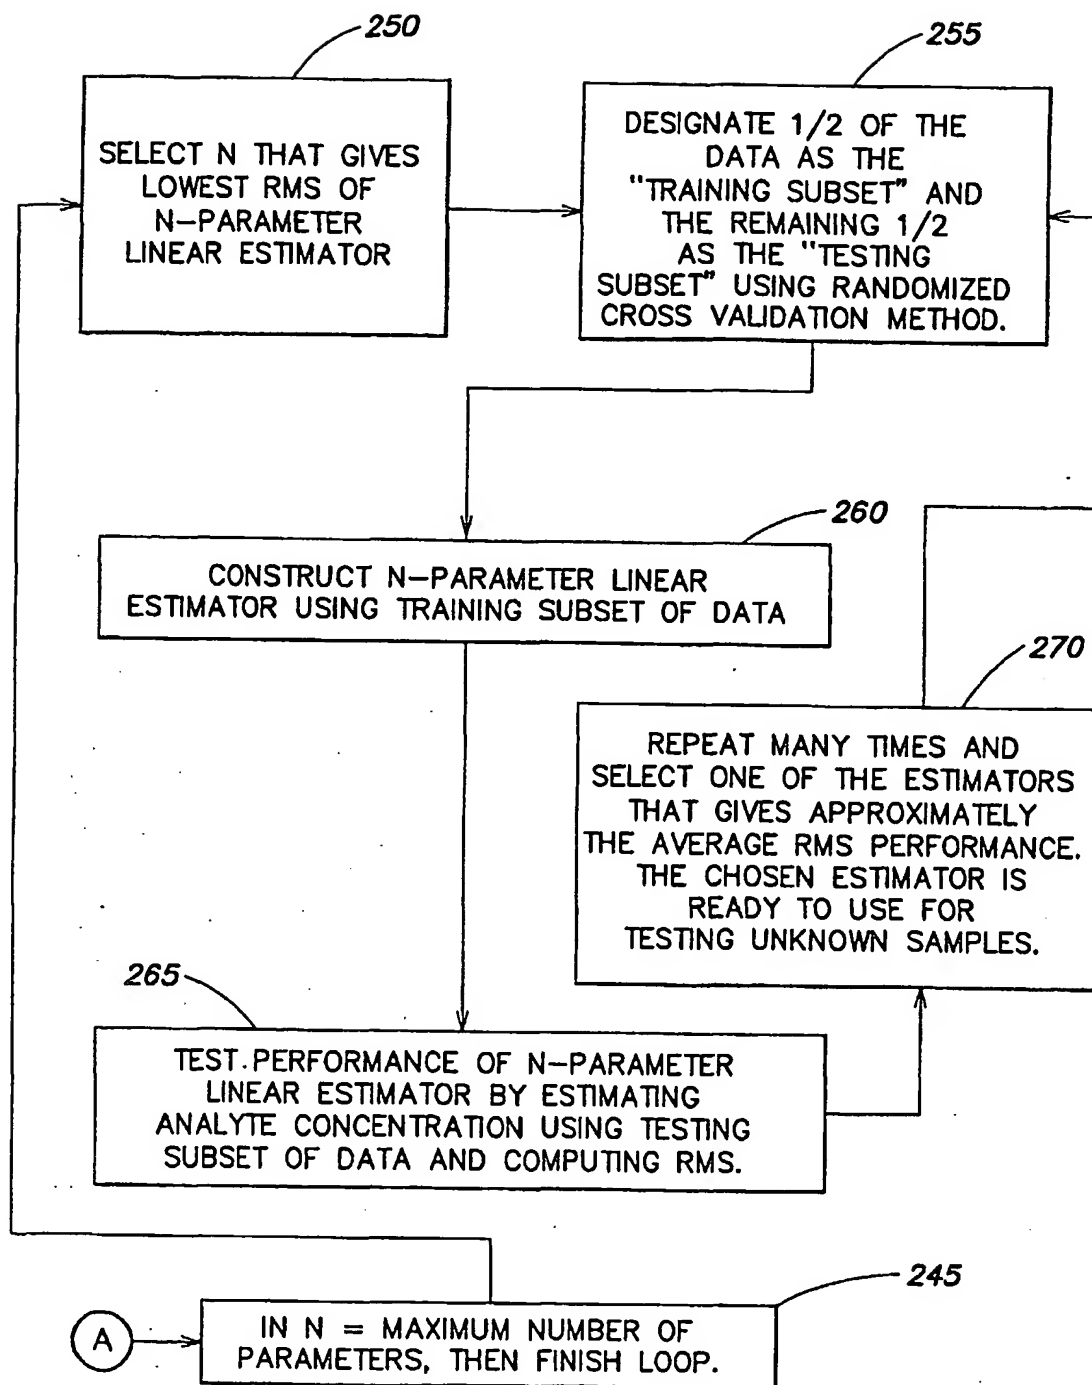 250
SELECT N THAT GIVES
LOWEST RMS OF
N-PARAMETER
LINEAR ESTIMATOR
255
DESIGNATE 1/2 OF THE
DATA AS THE
"TRAINING SUBSET" AND
THE REMAINING 1/2
AS THE "TESTING
SUBSET" USING RANDOMIZED
CROSS VALIDATION METHOD.
260
CONSTRUCT N-PARAMETER LINEAR
ESTIMATOR USING TRAINING SUBSET OF DATA
270
REPEAT MANY TIMES AND
SELECT ONE OF THE ESTIMATORS
THAT GIVES APPROXIMATELY
THE AVERAGE RMS PERFORMANCE.
THE CHOSEN ESTIMATOR IS
READY TO USE FOR
TESTING UNKNOWN SAMPLES.
265
TEST PERFORMANCE OF N-PARAMETER
LINEAR ESTIMATOR BY ESTIMATING
ANALYTE CONCENTRATION USING TESTING
SUBSET OF DATA AND COMPUTING RMS.
245
A
IN N = MAXIMUM NUMBER OF
PARAMETERS, THEN FINISH LOOP.